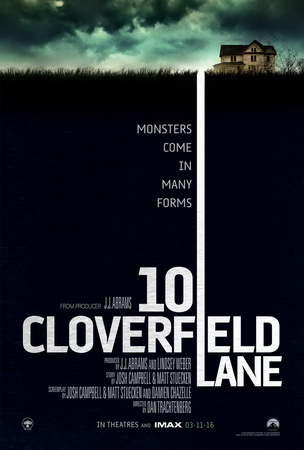 MONSTERS
COME
IN
MANY
FORMS
FROM PRODUCER J.J. ABRAMS
10
CLOVERFIELD
LANE
PRODUCED BY J.J. ABRAMS AND LINDSEY WEBER
STORY BY JOSH CAMPBELL & MATT STUECKEN
SCREENPLAY BY JOSH CAMPBELL & MATT STUECKEN AND DAMIEN CHAZELLE
DIRECTED BY DAN TRACHTENBERG
IN THEATRES AND IMAX 03-11-16